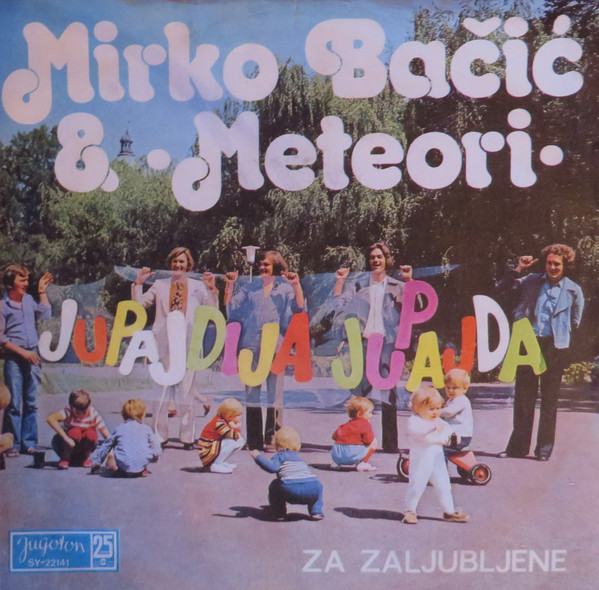 Mirko Bačić
& • Meteori •
JUPAJDIJA JUPAJDA
Jugoton 25
SY-22141
ZA ZALJUBLJENE